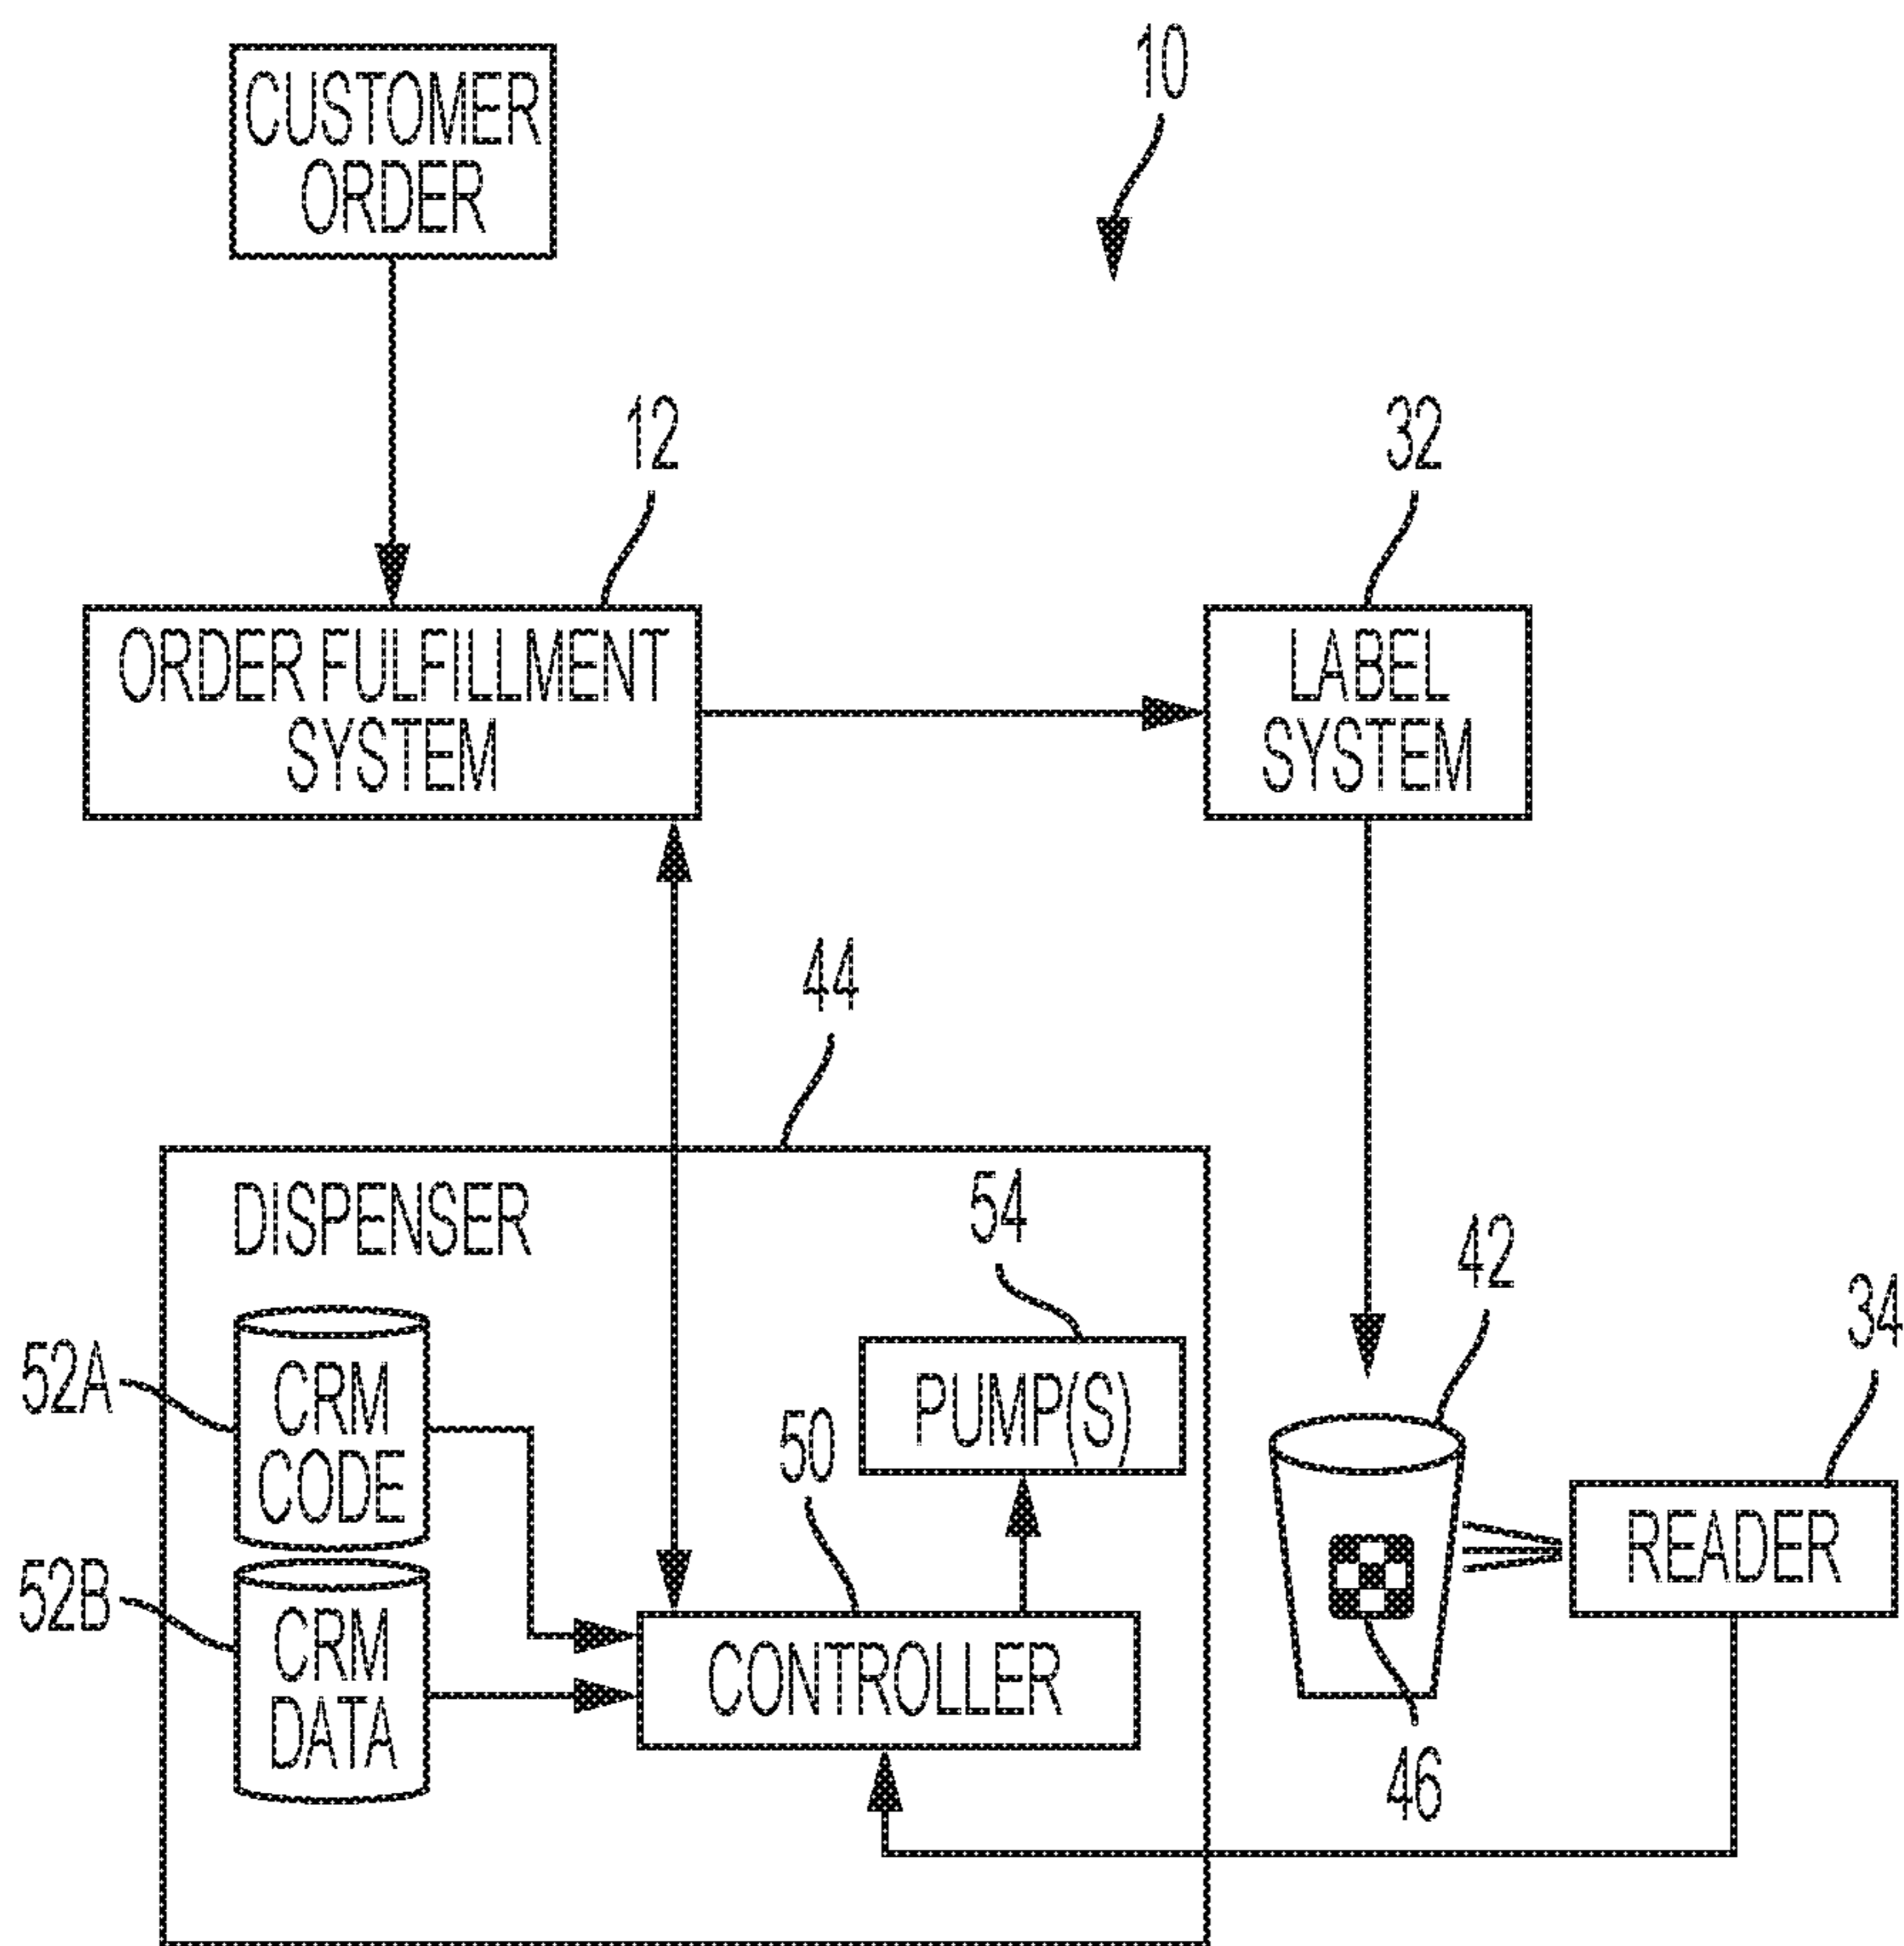 CUSTOMER
ORDER
10
12
32
ORDER FULFILLMENT
SYSTEM
LABEL
SYSTEM
44
DISPENSER
54
42
34
52A
CRM
CODE
PUMP(S)
50
READER
52B
CRM
DATA
CONTROLLER
46